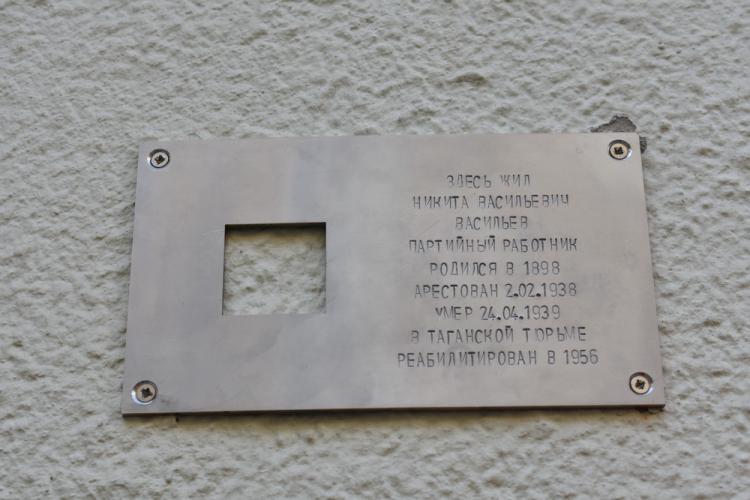 ЗДЕСЬ ЖИЛ
НИКИТА ВАСИЛЬЕВИЧ
ВАСИЛЬЕВ
ПАРТИЙНЫЙ РАБОТНИК
РОДИЛСЯ В 1898
АРЕСТОВАН 2.02.1938
УМЕР 24.04.1939
В ТАГАНСКОЙ ТЮРЬМЕ
РЕАБИЛИТИРОВАН В 1956